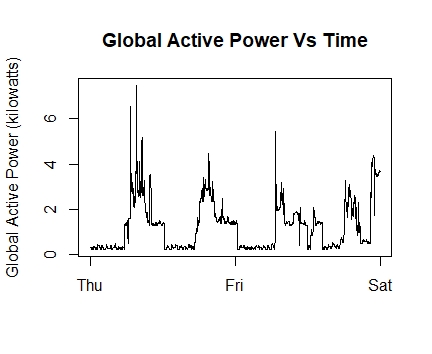 Global Active Power Vs Time
Global Active Power (kilowatts)
6
4
2
0
Thu
Fri
Sat